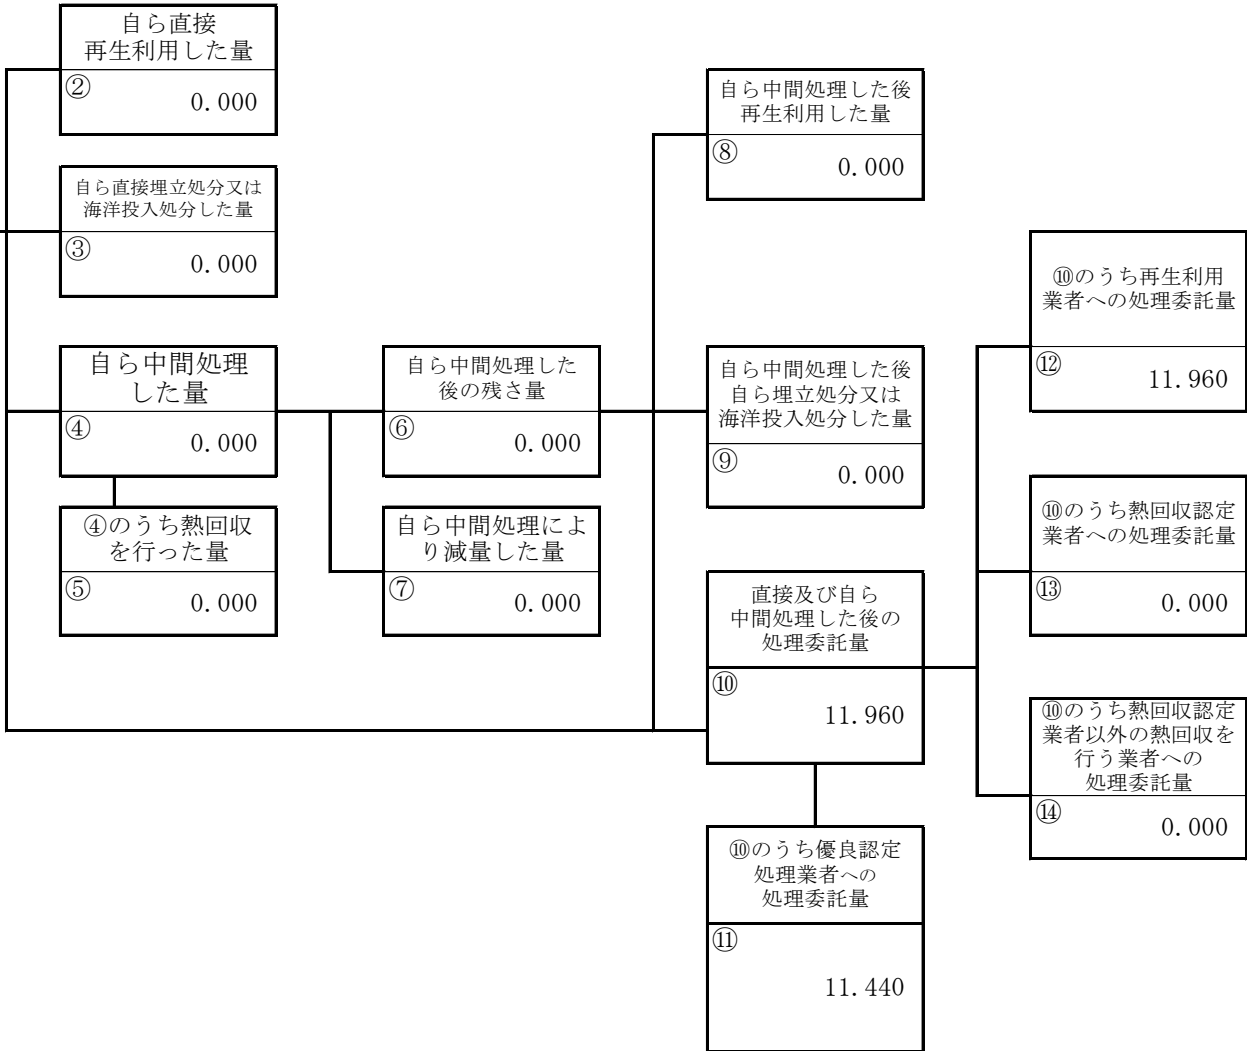 自ら直接
再生利用した量
②
0.000
自ら直接埋立処分又は
海洋投入処分した量
③
0.000
自ら中間処理
した量
④
0.000
④のうち熱回収
を行った量
⑤
0.000
自ら中間処理した
後の残さ量
⑥
0.000
自ら中間処理によ
り減量した量
⑦
0.000
自ら中間処理した後
再生利用した量
⑧
0.000
自ら中間処理した後
自ら埋立処分又は
海洋投入処分した量
⑨
0.000
直接及び自ら
中間処理した後の
処理委託量
⑩
11.960
⑩のうち優良認定
処理業者への
処理委託量
⑪
11.440
⑩のうち再生利用
業者への処理委託量
⑫
11.960
⑩のうち熱回収認定
業者への処理委託量
⑬
0.000
⑩のうち熱回収認定
業者以外の熱回収を
行う業者への
処理委託量
⑭
0.000